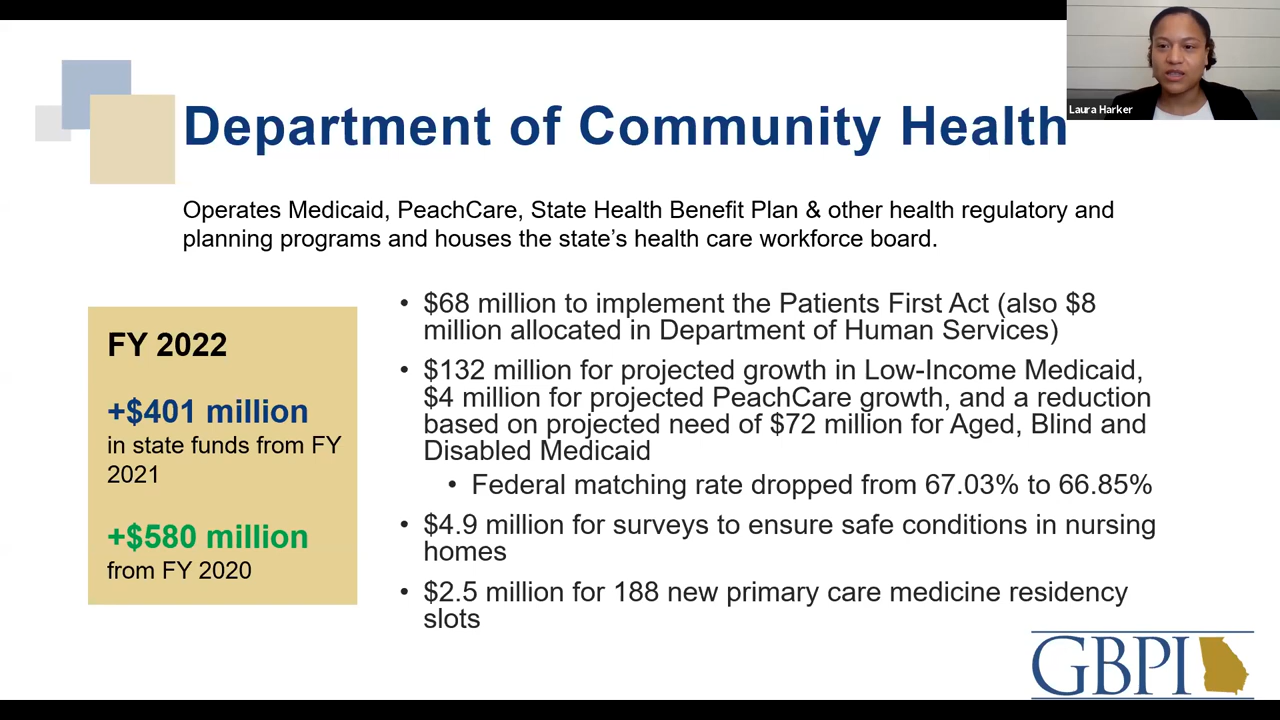 Laura Harker
Department of Community Health
Operates Medicaid, PeachCare, State Health Benefit Plan & other health regulatory and
planning programs and houses the state’s health care workforce board.
FY 2022
+$401 million
in state funds from FY
2021
+$580 million
from FY 2020
• $68 million to implement the Patients First Act (also $8
million allocated in Department of Human Services)
• $132 million for projected growth in Low-Income Medicaid,
$4 million for projected PeachCare growth, and a reduction
based on projected need of $72 million for Aged, Blind and
Disabled Medicaid
• Federal matching rate dropped from 67.03% to 66.85%
• $4.9 million for surveys to ensure safe conditions in nursing
homes
• $2.5 million for 188 new primary care medicine residency
slots
GBPI